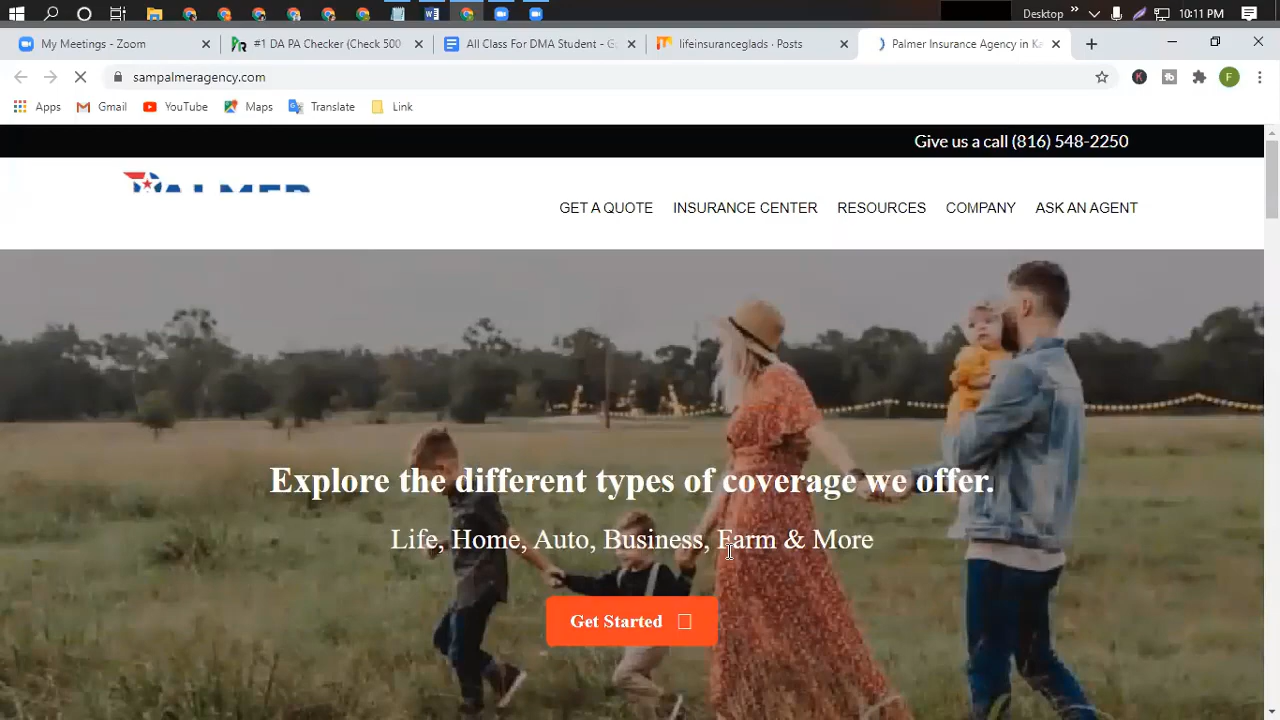 Desktop
10:11 PM
My Meetings - Zoom
#1 DA PA Checker (Check 500
All Class For DMA Student - Go
lifeinsuranceglads · Posts
Palmer Insurance Agency in Ka
sampalmeragency.com
Apps
Gmail
YouTube
Maps
Translate
Link
Give us a call (816) 548-2250
PALMER
GET A QUOTE
INSURANCE CENTER
RESOURCES
COMPANY
ASK AN AGENT
Explore the different types of coverage we offer.
Life, Home, Auto, Business, Farm & More
Get Started